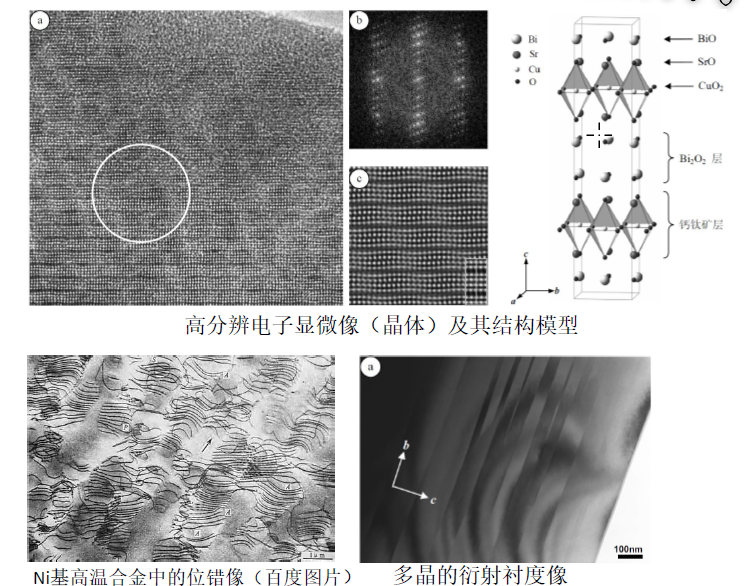 a
b
c
Bi
Sr
Cu
O
BiO
SrO
CuO₂
Bi₂O₂ 层
钙钛矿层
c
b
a
高分辨电子显微像（晶体）及其结构模型
1μm
a
b
c
100nm
Ni基高温合金中的位错像（百度图片）
多晶的衍射衬度像